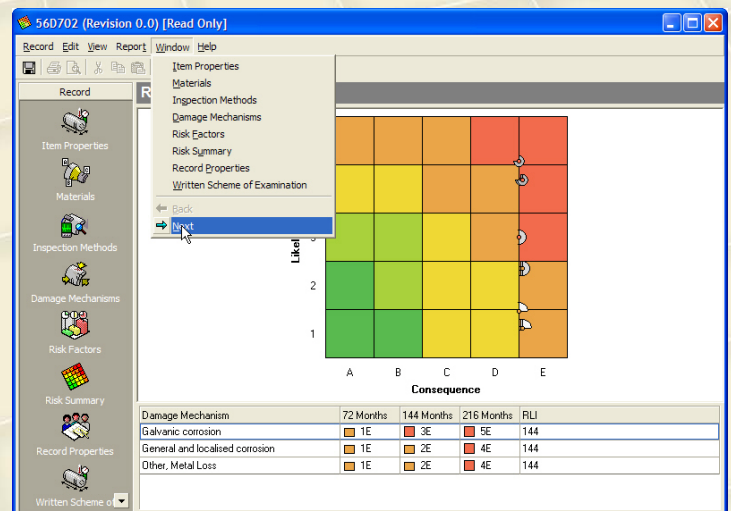 56D702 (Revision 0.0) [Read Only]
Record Edit View Report Window Help
Record
R
Item Properties
Materials
Inspection Methods
Damage Mechanisms
Risk Factors
Risk Summary
Record Properties
Written Scheme of
Item Properties
Materials
Inspection Methods
Damage Mechanisms
Risk Factors
Risk Summary
Record Properties
Written Scheme of Examination
Back
Next
Likel
3
2
1
A B C D E
Consequence
Damage Mechanism 72 Months 144 Months 216 Months RLI
Galvanic corrosion 1E 3E 5E 144
General and localised corrosion 1E 2E 4E 144
Other, Metal Loss 1E 2E 4E 144